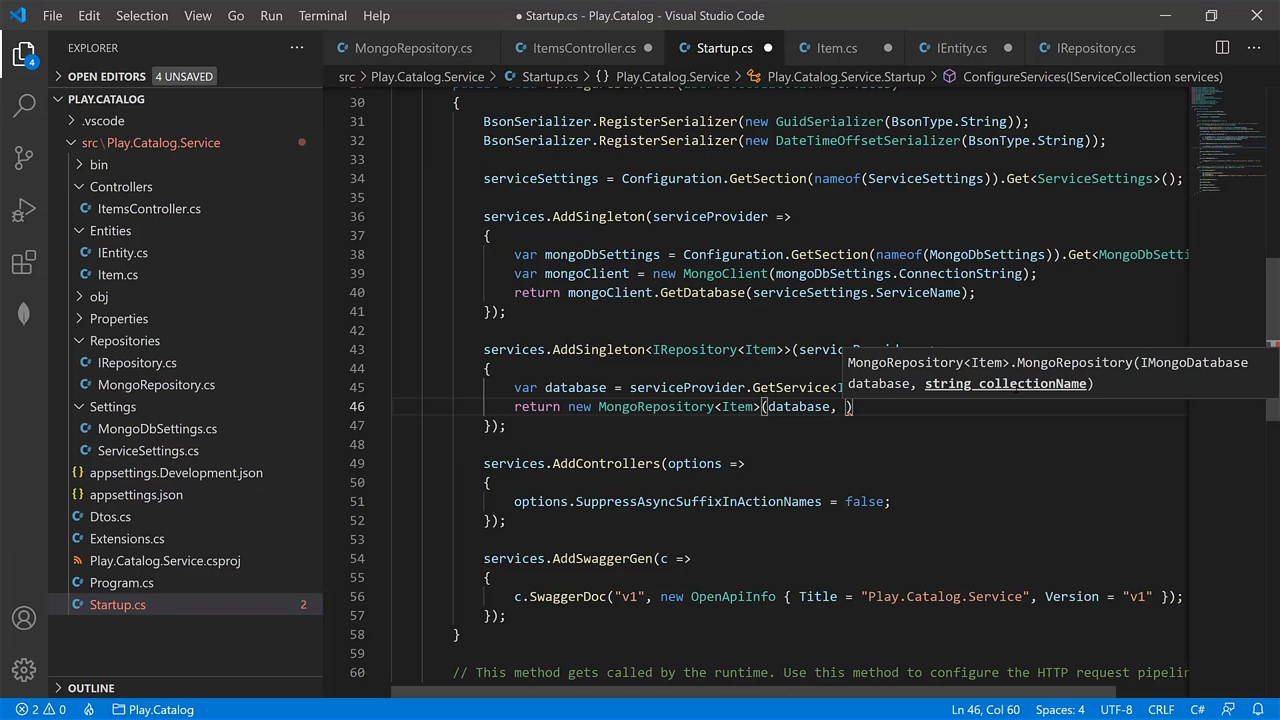 File Edit Selection View Go Run Terminal Help
● Startup.cs - Play.Catalog - Visual Studio Code
EXPLORER
OPEN EDITORS 4 UNSAVED
PLAY.CATALOG
.vscode
src / Play.Catalog.Service
bin
Controllers
ItemsController.cs
Entities
IEntity.cs
Item.cs
obj
Properties
Repositories
IRepository.cs
MongoRepository.cs
Settings
MongoDbSettings.cs
ServiceSettings.cs
appsettings.Development.json
appsettings.json
Dtos.cs
Extensions.cs
Play.Catalog.Service.csproj
Program.cs
Startup.cs 2
OUTLINE
MongoRepository.cs ItemsController.cs Startup.cs Item.cs IEntity.cs IRepository.cs
src > Play.Catalog.Service > Startup.cs > {} Play.Catalog.Service > Play.Catalog.Service.Startup > ConfigureServices(IServiceCollection services)
30 {
31 BsonSerializer.RegisterSerializer(new GuidSerializer(BsonType.String));
32 BsonSerializer.RegisterSerializer(new DateTimeOffsetSerializer(BsonType.String));
33
34 serviceSettings = Configuration.GetSection(nameof(ServiceSettings)).Get<ServiceSettings>();
35
36 services.AddSingleton(serviceProvider =>
37 {
38 var mongoDbSettings = Configuration.GetSection(nameof(MongoDbSettings)).Get<MongoDbSetti
39 var mongoClient = new MongoClient(mongoDbSettings.ConnectionString);
40 return mongoClient.GetDatabase(serviceSettings.ServiceName);
41 });
42
43 services.AddSingleton<IRepository<Item>>(servic
44 {
45 var database = serviceProvider.GetService<I
46 return new MongoRepository<Item>(database, )
47 });
48
49 services.AddControllers(options =>
50 {
51 options.SuppressAsyncSuffixInActionNames = false;
52 });
53
54 services.AddSwaggerGen(c =>
55 {
56 c.SwaggerDoc("v1", new OpenApiInfo { Title = "Play.Catalog.Service", Version = "v1" });
57 });
58 }
59
60 // This method gets called by the runtime. Use this method to configure the HTTP request pipelin
MongoRepository<Item>.MongoRepository(IMongoDatabase
database, string collectionName)
4
2 0 Play.Catalog Ln 46, Col 60 Spaces: 4 UTF-8 CRLF C#